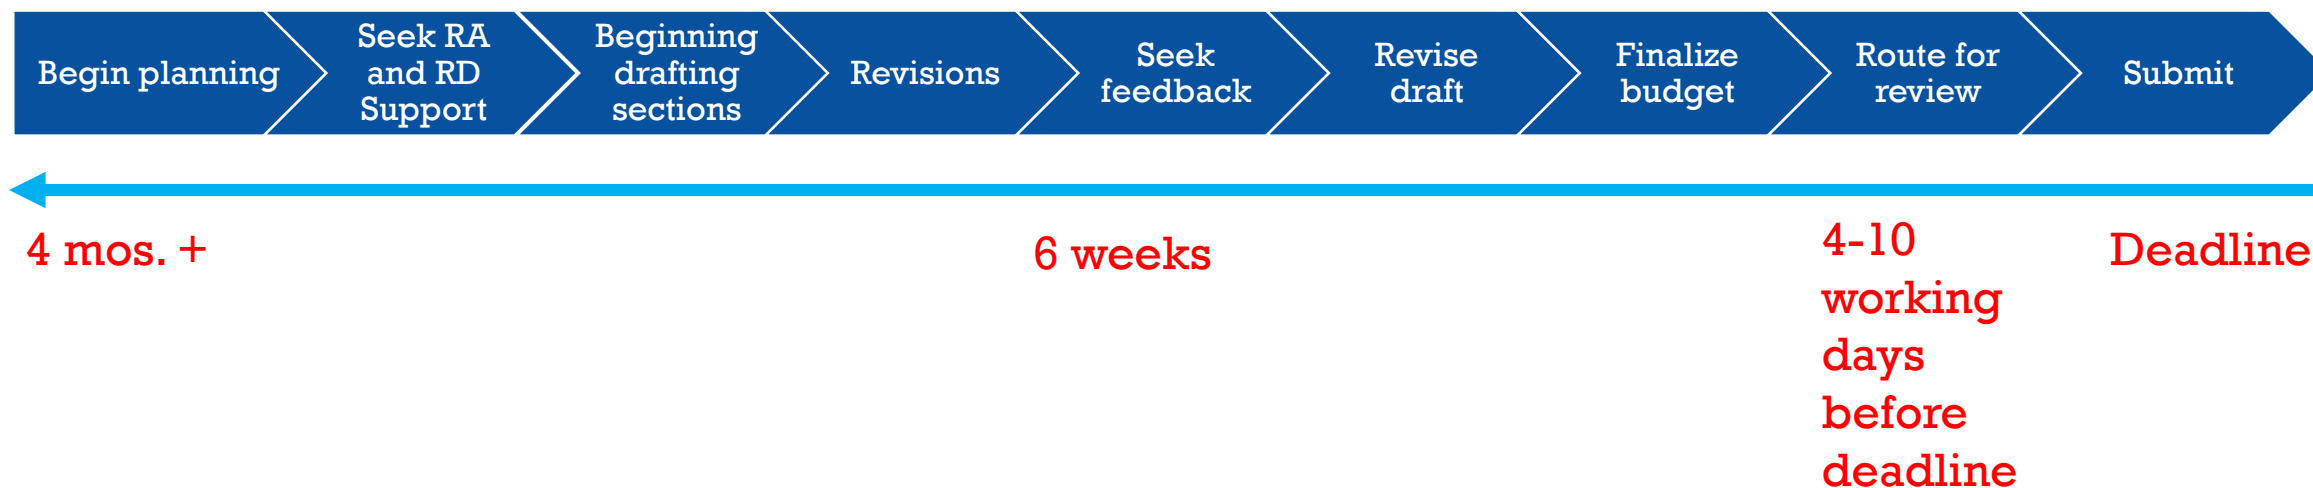 Begin planning
Seek RA
and RD
Support
Beginning
drafting
sections
Revisions
Seek
feedback
Revise
draft
Finalize
budget
Route for
review
Submit
4 mos. +
6 weeks
4-10
working
days
before
deadline
Deadline